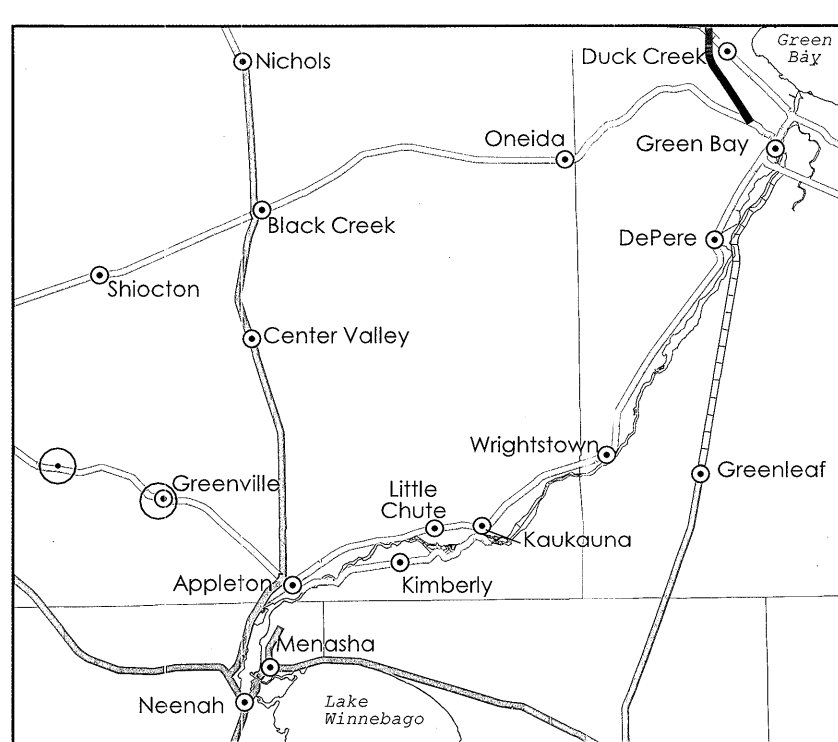 Green
Bay
Duck Creek
Nichols
Oneida
Green Bay
Black Creek
DePere
Shiocton
Center Valley
Wrightstown
Greenleaf
Greenville
Little
Chute
Kaukauna
Appleton
Kimberly
Menasha
Neenah
Lake
Winnebago